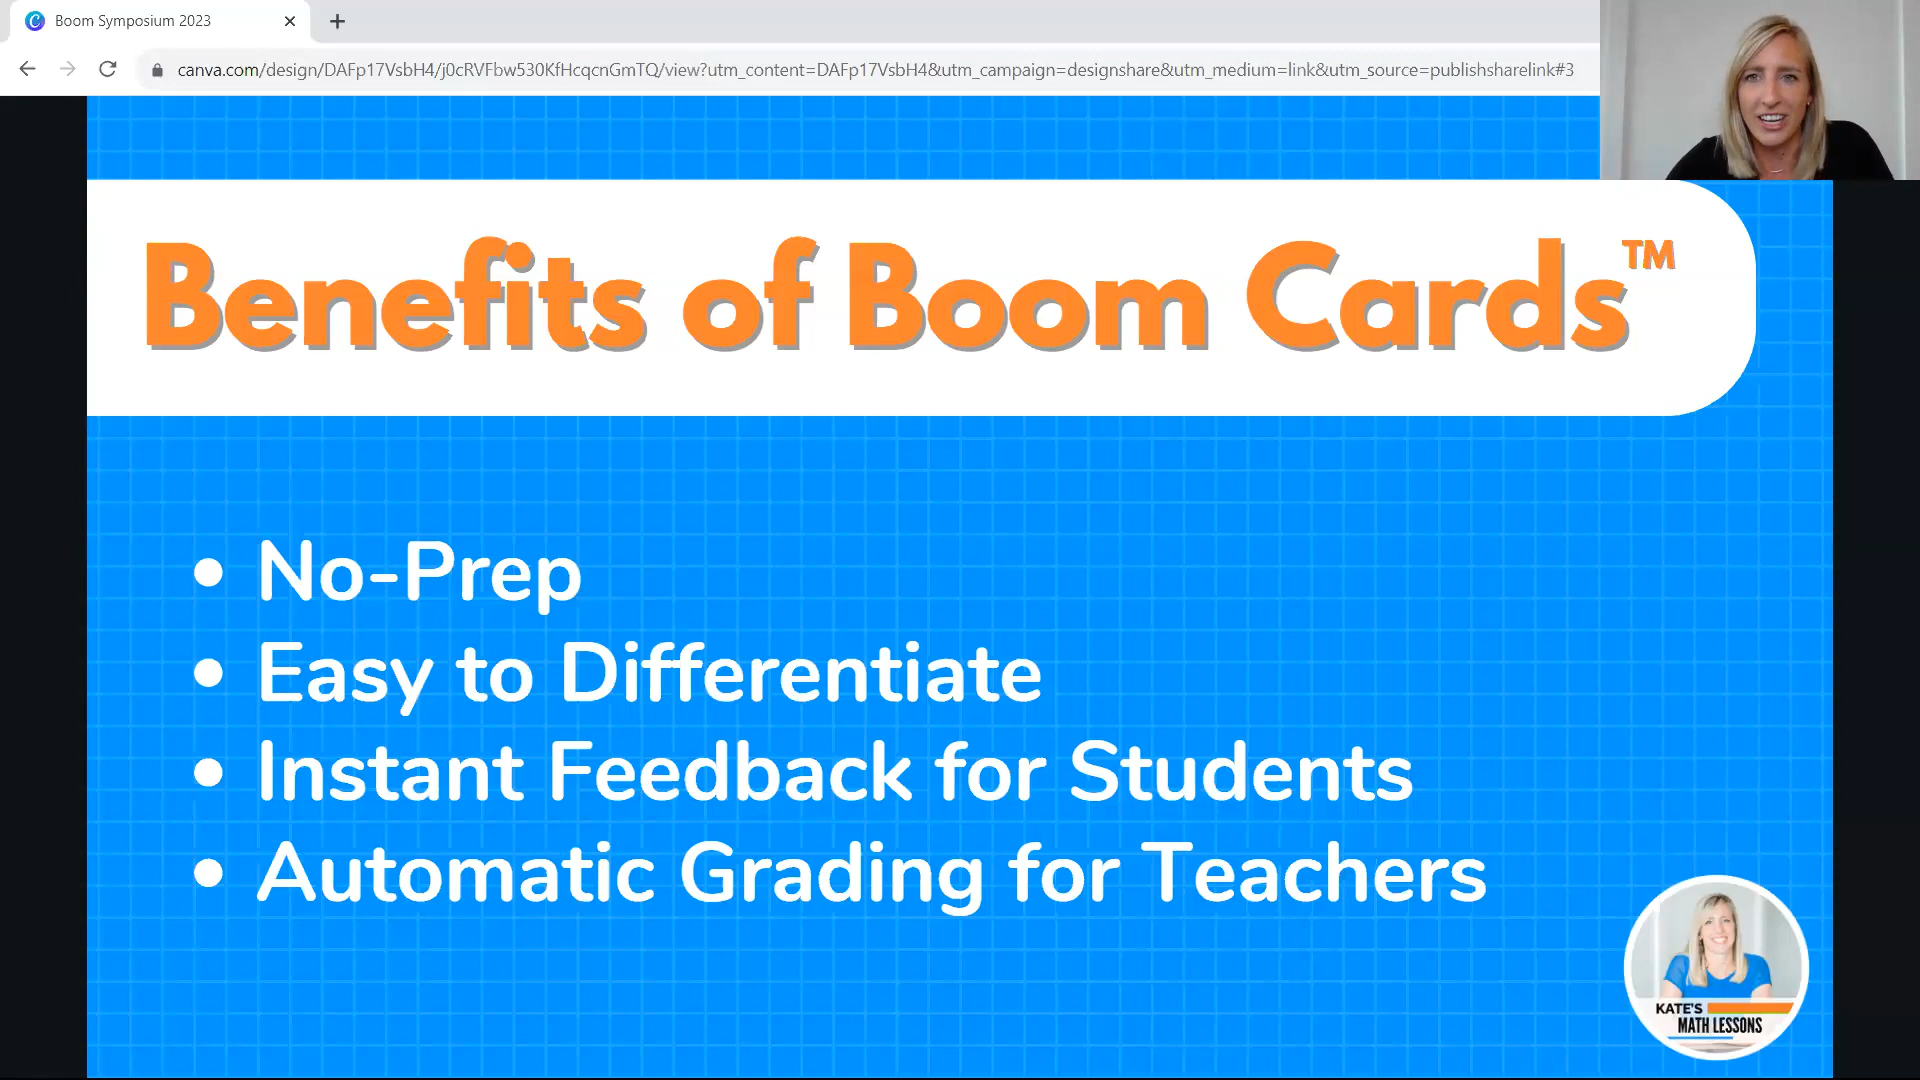 Boom Symposium 2023
canva.com/design/DAFp17VsbH4/j0cRVFbw530KfHcqcnGmTQ/view?utm_content=DAFp17VsbH4&utm_campaign=designshare&utm_medium=link&utm_source=publishsharelink#3
Benefits of Boom Cards™
• No-Prep
• Easy to Differentiate
• Instant Feedback for Students
• Automatic Grading for Teachers
KATE'S
MATH LESSONS